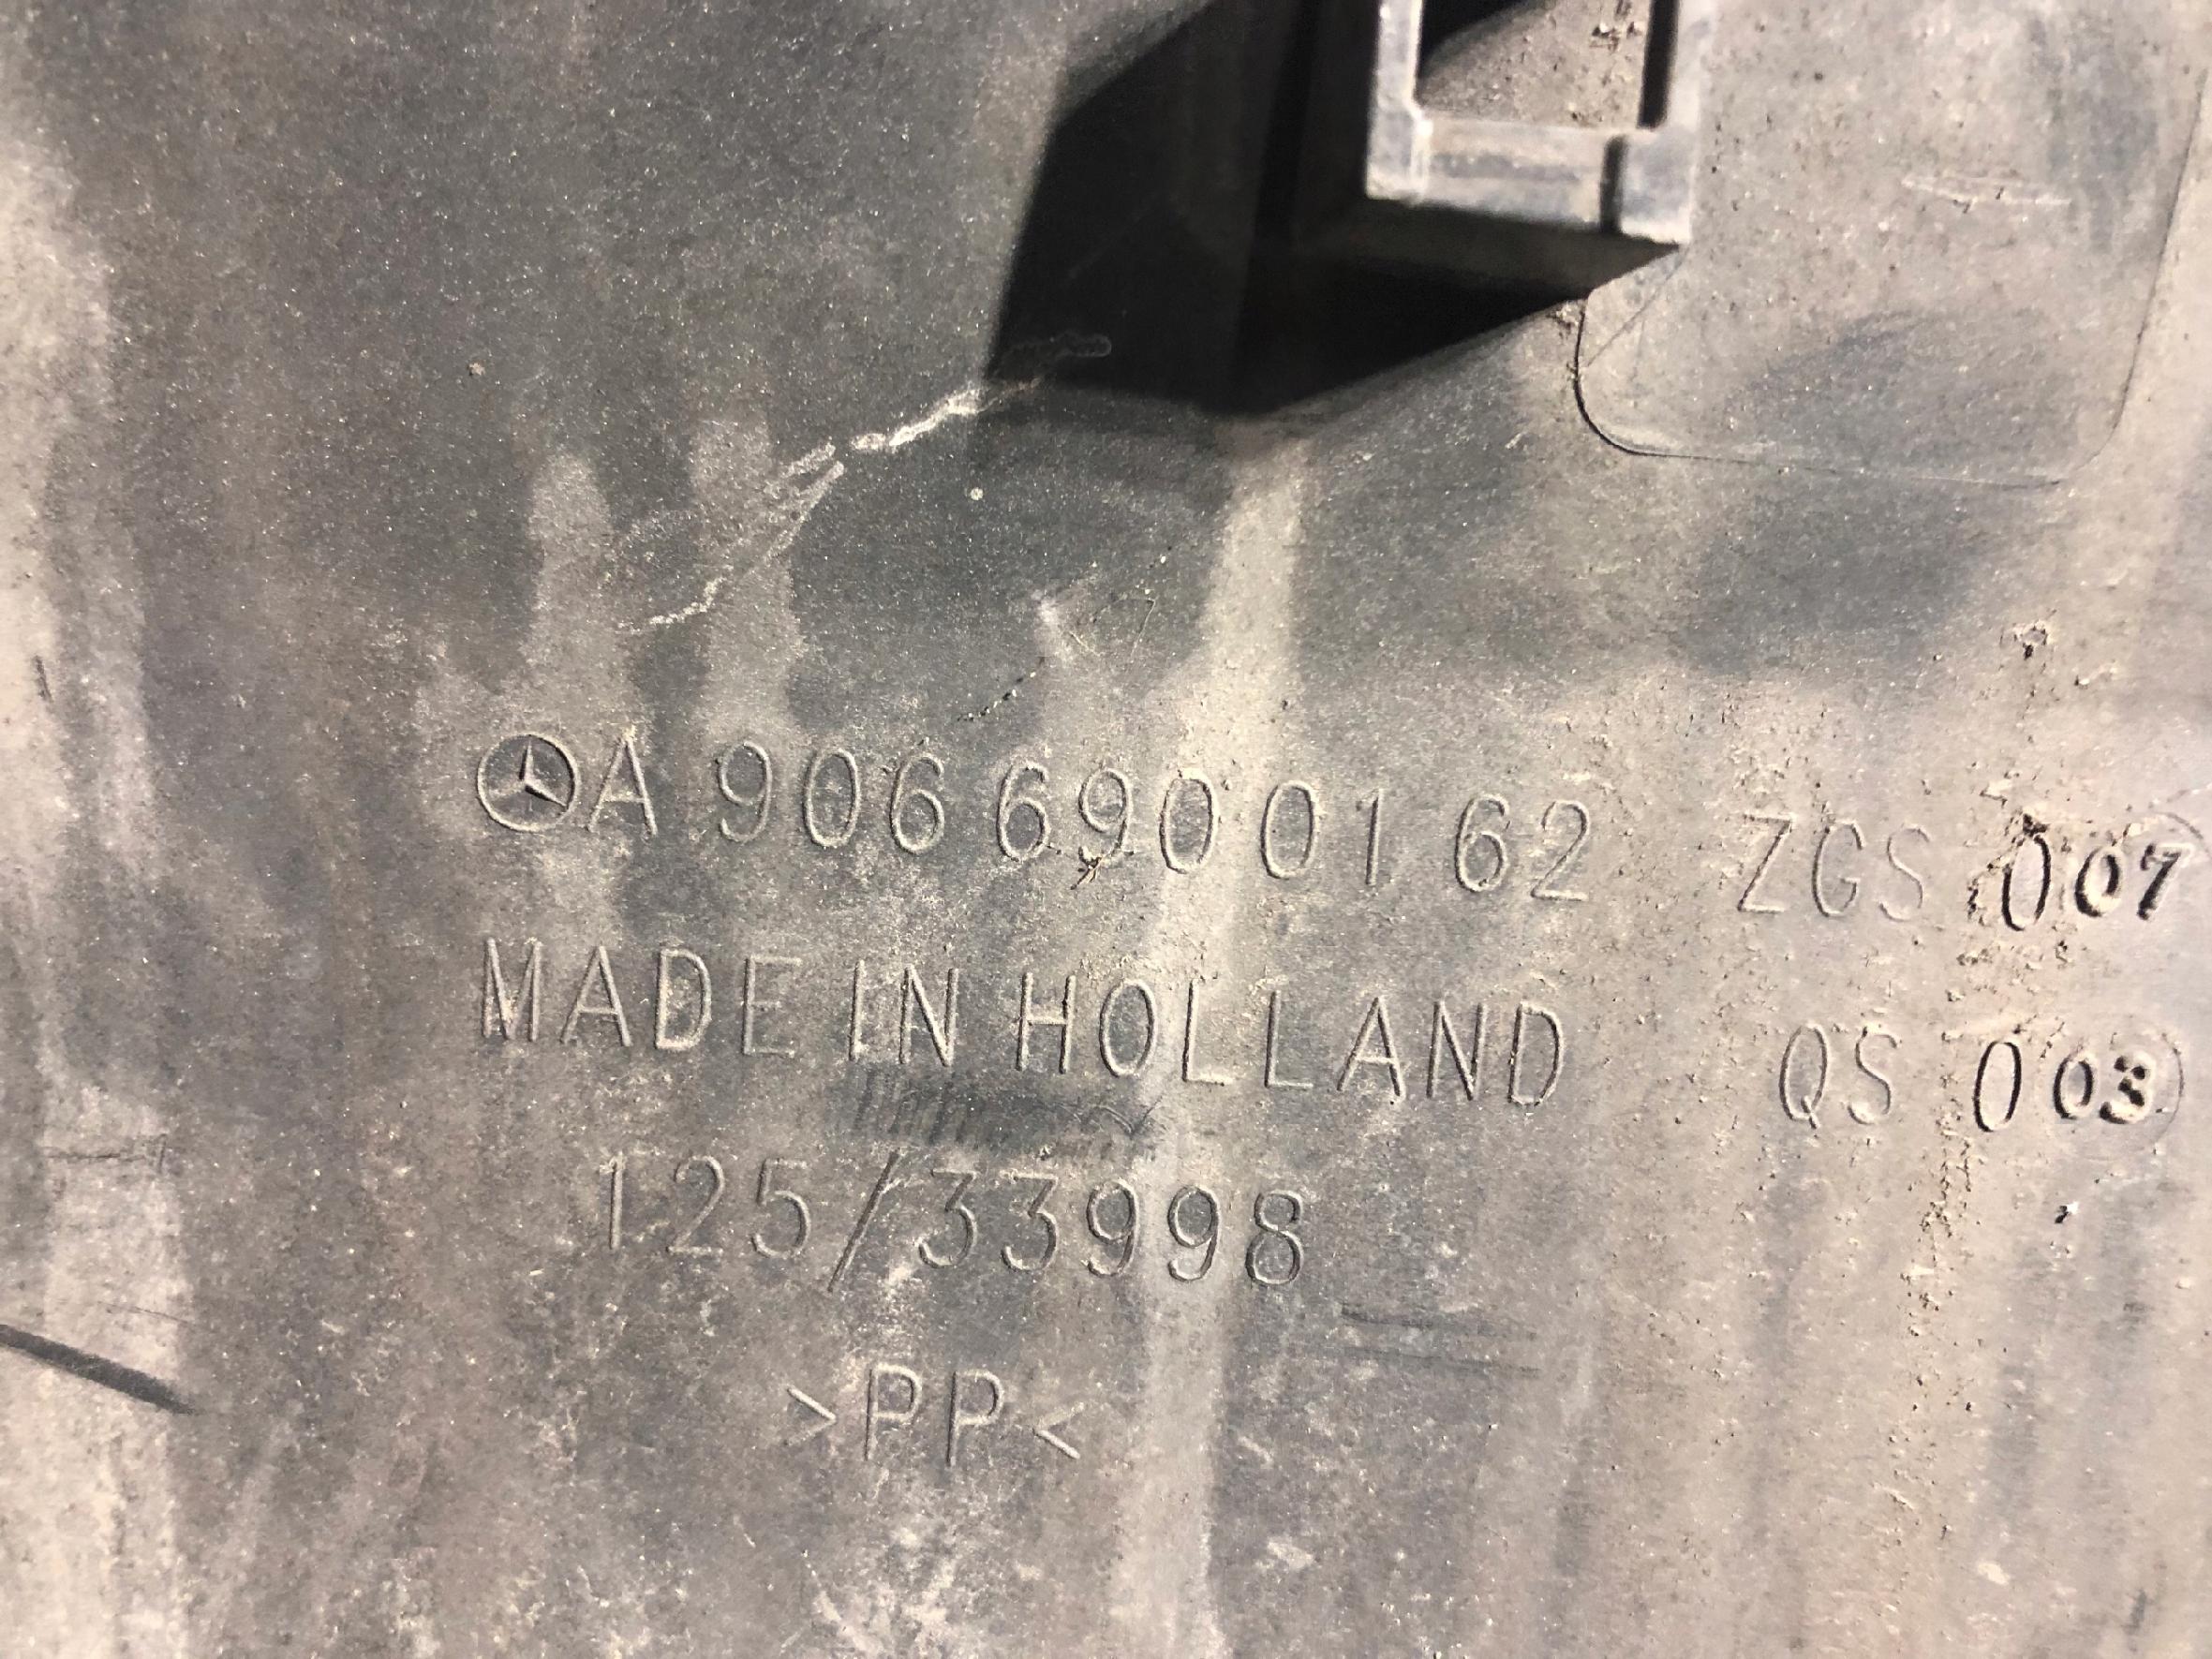 A 906 690 01 62 ZGS 007
MADE IN HOLLAND QS 003
125/33998
>PP<